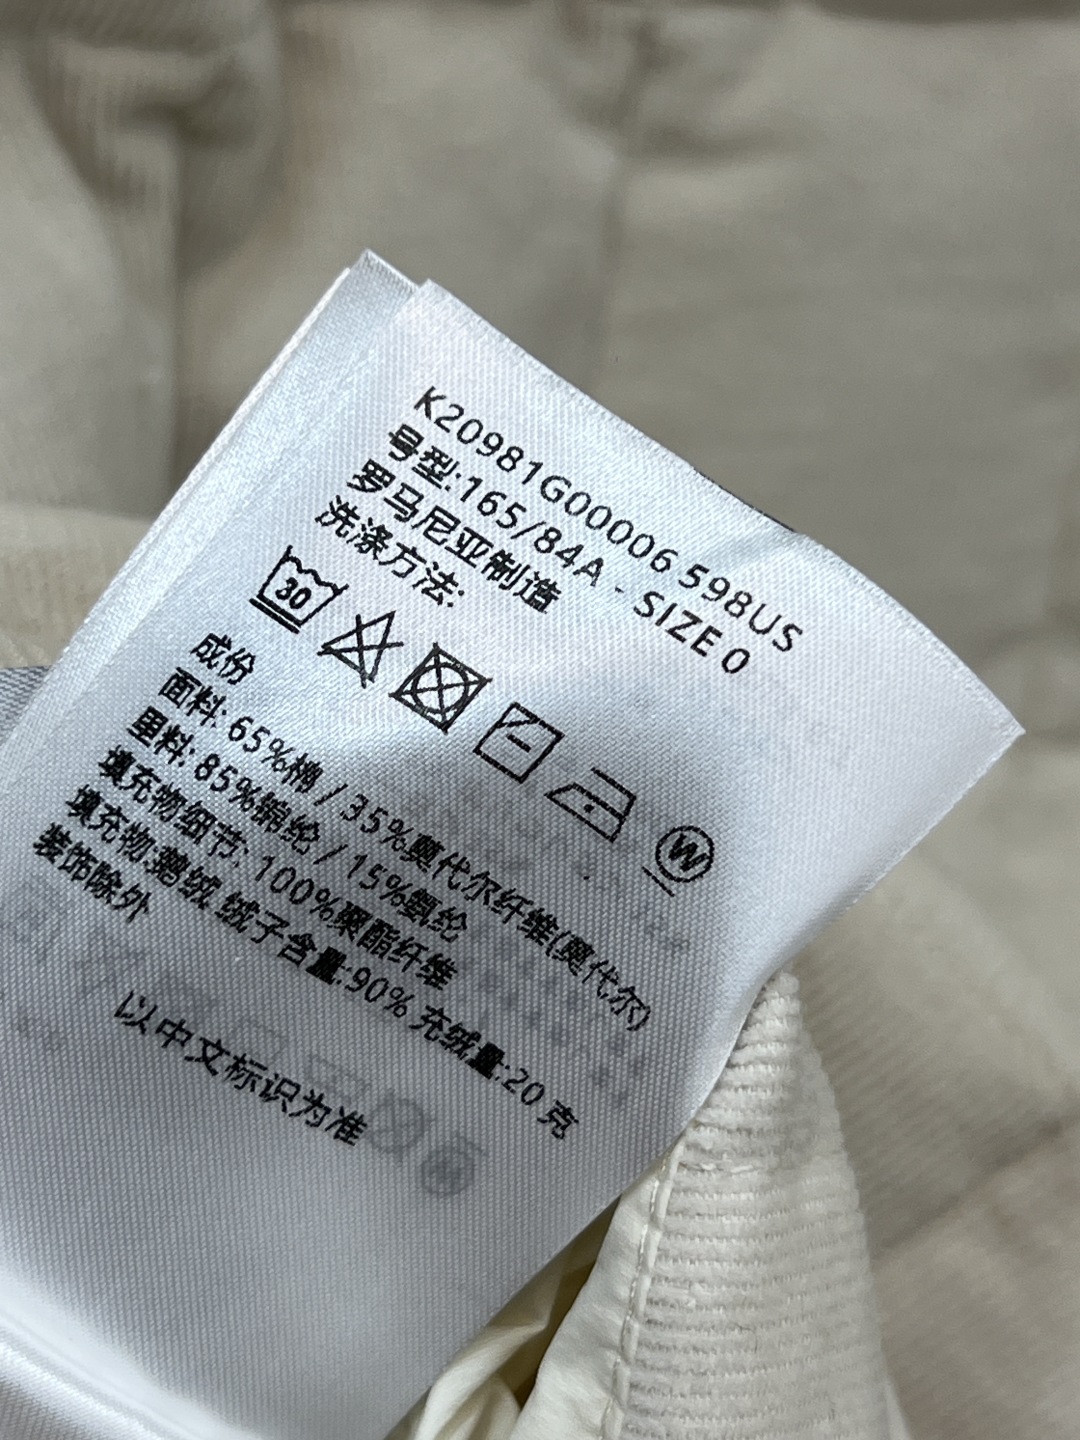 K20981G00006 598US
号型:165/84A - SIZE 0
罗马尼亚制造
洗涤方法:
30
W
成份
面料: 65%棉 / 35%莫代尔纤维(莫代尔)
里料: 85%锦纶 / 15%氨纶
填充物细节: 100%聚酯纤维
填充物:鹅绒 绒子含量:90% 充绒量:20 克
装饰除外
以中文标识为准